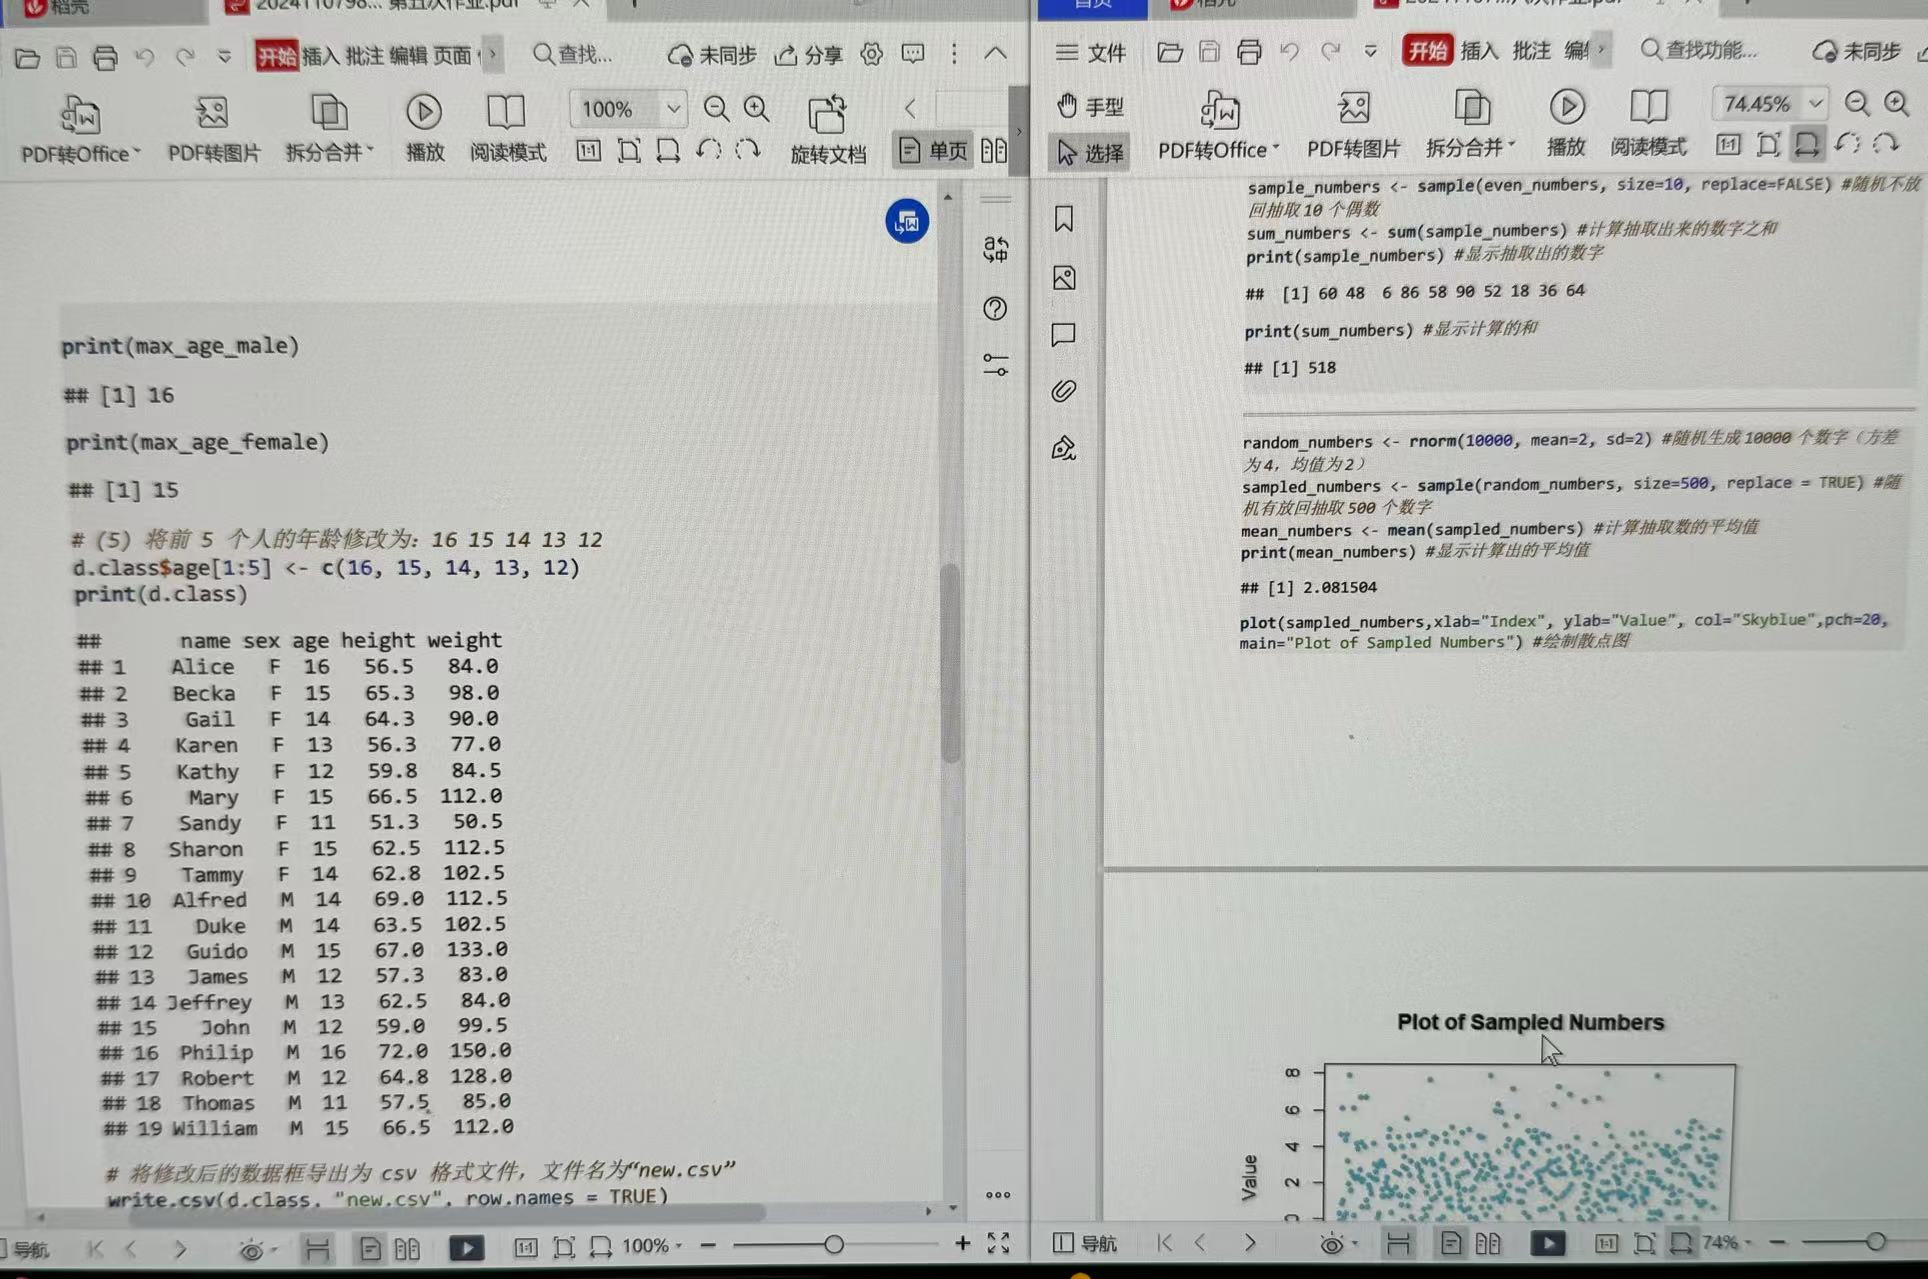 稻壳
首页
开始 插入 批注 编辑 页面
查找...
未同步
分享
PDF转Office
PDF转图片
拆分合并
播放
阅读模式
100%
旋转文档
单页
print(max_age_male)
## [1] 16
print(max_age_female)
## [1] 15
# (5) 将前 5 个人的年龄修改为: 16 15 14 13 12
d.class$age[1:5] <- c(16, 15, 14, 13, 12)
print(d.class)
## name sex age height weight
## 1 Alice F 16 56.5 84.0
## 2 Becka F 15 65.3 98.0
## 3 Gail F 14 64.3 90.0
## 4 Karen F 13 56.3 77.0
## 5 Kathy F 12 59.8 84.5
## 6 Mary F 15 66.5 112.0
## 7 Sandy F 11 51.3 50.5
## 8 Sharon F 15 62.5 112.5
## 9 Tammy F 14 62.8 102.5
## 10 Alfred M 14 69.0 112.5
## 11 Duke M 14 63.5 102.5
## 12 Guido M 15 67.0 133.0
## 13 James M 12 57.3 83.0
## 14 Jeffrey M 13 62.5 84.0
## 15 John M 12 59.0 99.5
## 16 Philip M 16 72.0 150.0
## 17 Robert M 12 64.8 128.0
## 18 Thomas M 11 57.5 85.0
## 19 William M 15 66.5 112.0
# 将修改后的数据框导出为 csv 格式文件，文件名为“new.csv”
write.csv(d.class, "new.csv", row.names = TRUE)
导航
100%
文件
开始 插入 批注
查找功能...
未同步
手型
选择
PDF转Office
PDF转图片
拆分合并
播放
阅读模式
74.45%
sample_numbers <- sample(even_numbers, size=10, replace=FALSE) #随机不放
回抽取 10 个偶数
sum_numbers <- sum(sample_numbers) #计算抽取出来的数字之和
print(sample_numbers) #显示抽取出的数字
## [1] 60 48 6 86 58 90 52 18 36 64
print(sum_numbers) #显示计算的和
## [1] 518
random_numbers <- rnorm(10000, mean=2, sd=2) #随机生成 10000 个数字（方差
为 4，均值为 2）
sampled_numbers <- sample(random_numbers, size=500, replace = TRUE) #随
机有放回抽取 500 个数字
mean_numbers <- mean(sampled_numbers) #计算抽取数的平均值
print(mean_numbers) #显示计算出的平均值
## [1] 2.081504
plot(sampled_numbers,xlab="Index", ylab="Value", col="Skyblue",pch=20,
main="Plot of Sampled Numbers") #绘制散点图
Plot of Sampled Numbers
8
6
4
2
Value
导航
74%